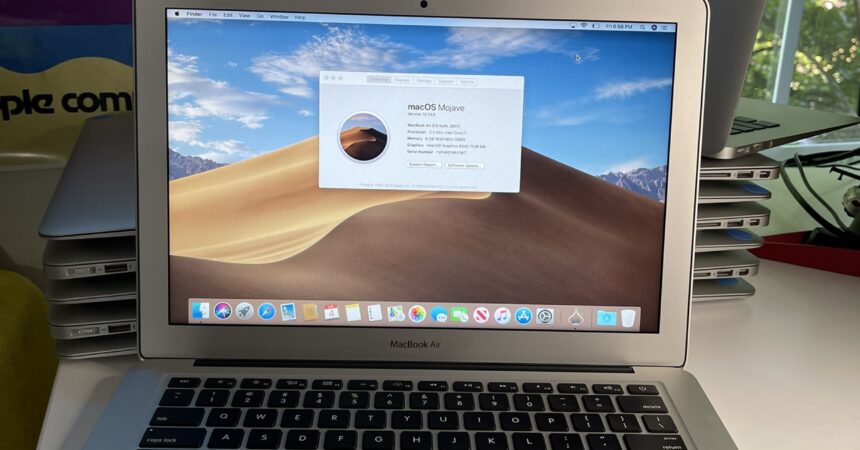 Finder File Edit View Go Window Help
Fri 5:58 PM
ple com
Overview Displays Storage Support Service
macOS Mojave
Version 10.14.6
MacBook Air (13-inch, 2017)
Processor 2.2 GHz Intel Core i7
Memory 8 GB 1600 MHz DDR3
Graphics Intel HD Graphics 6000 1536 MB
Serial Number
System Report... Software Update...
4
MacBook Air
esc
delete
tab Q W E R T Y U I O P
caps lock A S D F G H J K L
enter
return